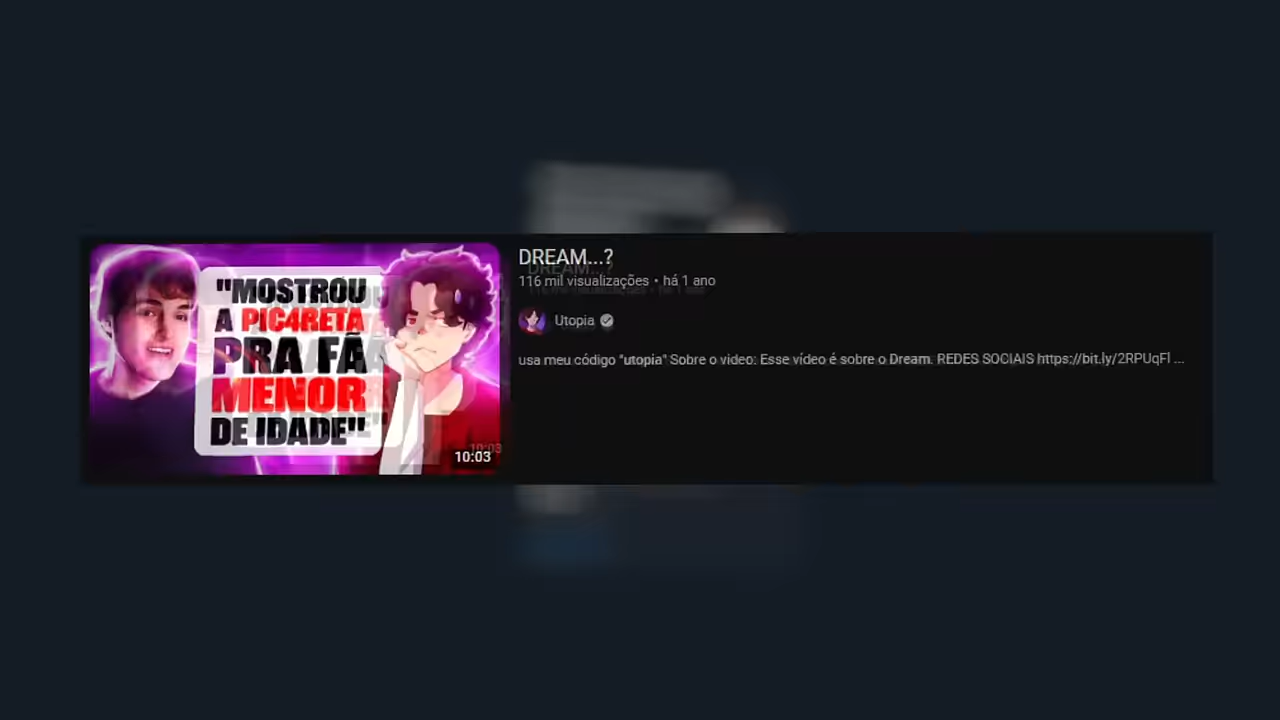 "MOSTROU
A PIC4RETA
PRA FÃ
MENOR
DE IDADE"
10:03
DREAM...?
116 mil visualizações • há 1 ano
Utopia
usa meu código "utopia" Sobre o video: Esse vídeo é sobre o Dream. REDES SOCIAIS https://bit.ly/2RPUqFl ...